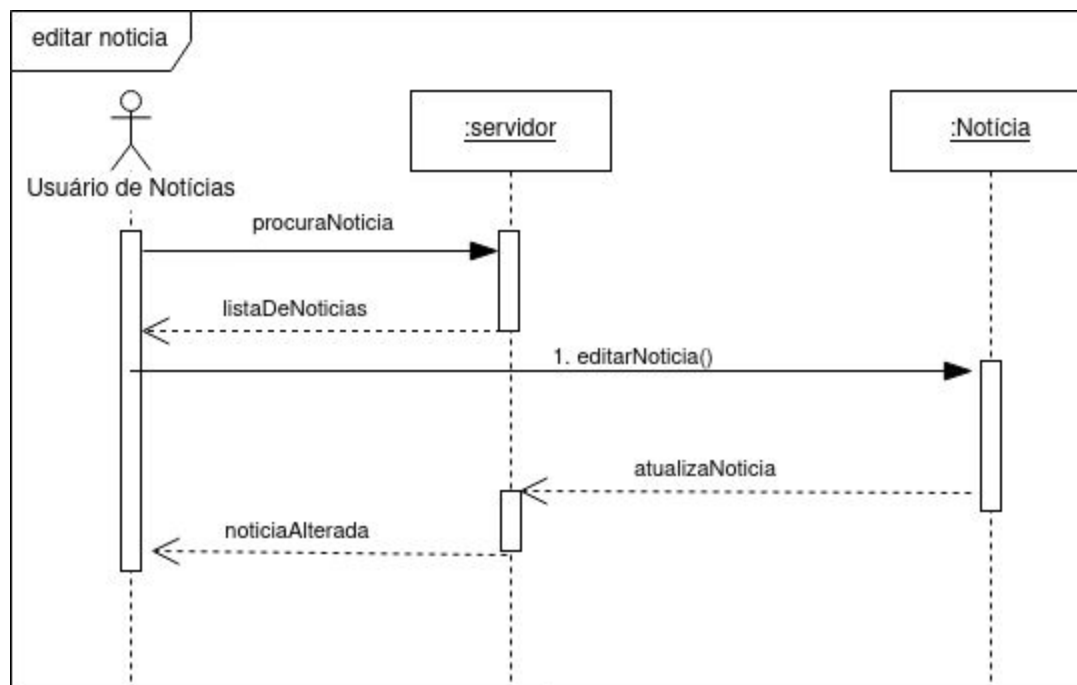 editar noticia
:servidor
:Notícia
Usuário de Notícias
procuraNoticia
listaDeNoticias
1. editarNoticia()
atualizaNoticia
noticiaAlterada